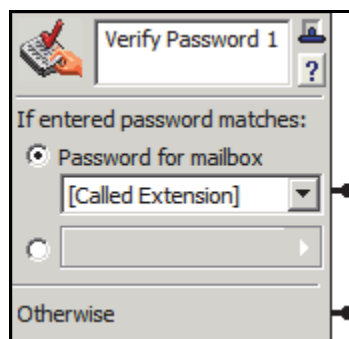 Verify Password 1
?
If entered password matches:
Password for mailbox
[Called Extension]
Otherwise